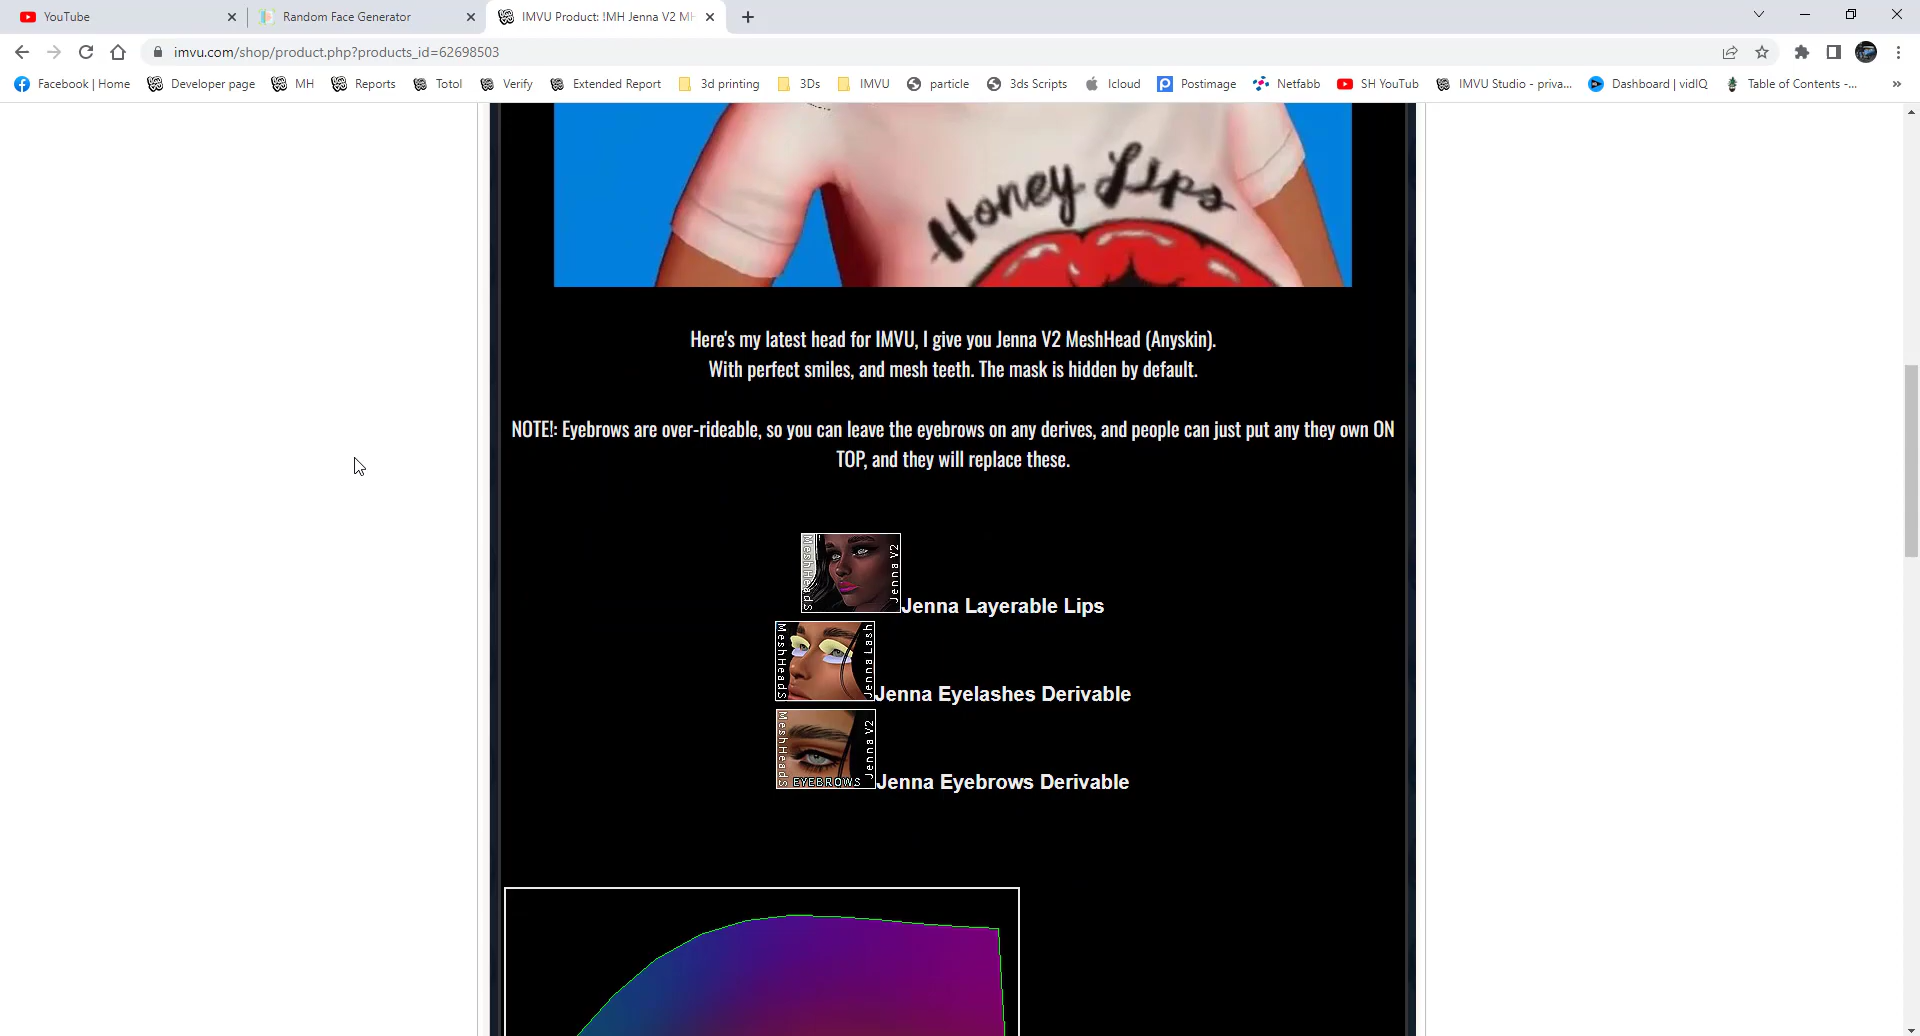 YouTube
Random Face Generator
IMVU Product: !MH Jenna V2 MH
imvu.com/shop/product.php?products_id=62698503
Facebook | Home
Developer page
MH
Reports
Totol
Verify
Extended Report
3d printing
3Ds
IMVU
particle
3ds Scripts
Icloud
Postimage
Netfabb
SH YouTub
IMVU Studio - priva...
Dashboard | vidIQ
Table of Contents -...
»
Honey Lips
Here's my latest head for IMVU, I give you Jenna V2 MeshHead (Anyskin).
With perfect smiles, and mesh teeth. The mask is hidden by default.
NOTE!: Eyebrows are over-rideable, so you can leave the eyebrows on any derives, and people can just put any they own ON
TOP, and they will replace these.
MeshHeadS
Jenna V2
Jenna Layerable Lips
MeshHeadS
Jenna Lash
Jenna Eyelashes Derivable
MeshHeadS
Jenna V2
EYEBROWS
Jenna Eyebrows Derivable